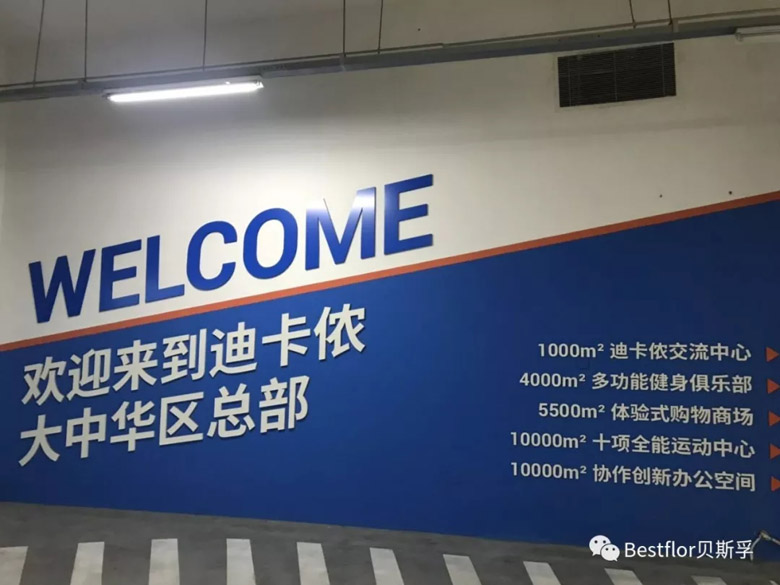 WELCOME
欢迎来到迪卡侬
大中华区总部
1000m² 迪卡侬交流中心
4000m² 多功能健身俱乐部
5500m² 体验式购物商场
10000m² 十项全能运动中心
10000m² 协作创新办公空间
Bestflor贝斯孚